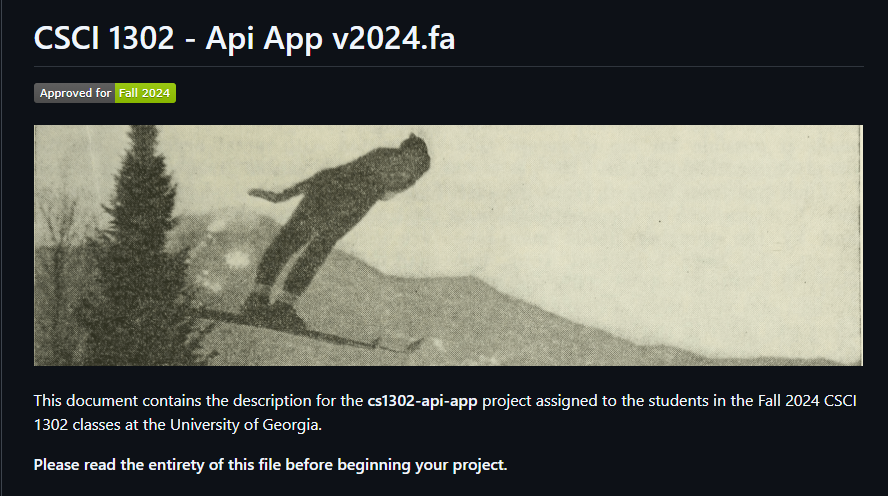 CSCI 1302 - Api App v2024.fa
Approved for Fall 2024
This document contains the description for the cs1302-api-app project assigned to the students in the Fall 2024 CSCI
1302 classes at the University of Georgia.
Please read the entirety of this file before beginning your project.